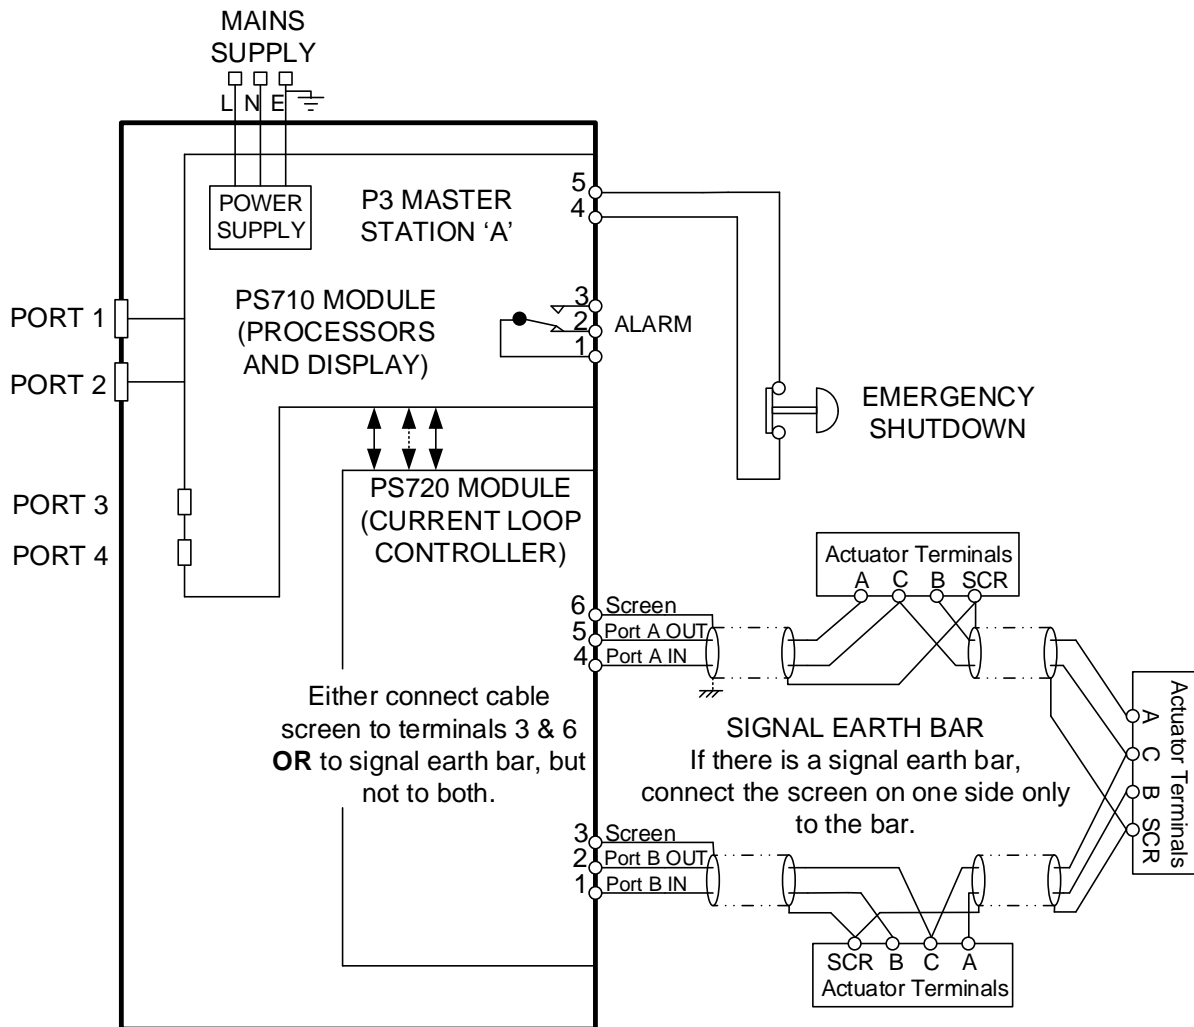 MAINS
SUPPLY
L N E
POWER
SUPPLY
P3 MASTER
STATION ‘A’
5
4
PORT 1
PORT 2
PS710 MODULE
(PROCESSORS
AND DISPLAY)
3
2
1
ALARM
EMERGENCY
SHUTDOWN
PORT 3
PORT 4
PS720 MODULE
(CURRENT LOOP
CONTROLLER)
Actuator Terminals
A C B SCR
6 Screen
5 Port A OUT
4 Port A IN
Either connect cable
screen to terminals 3 & 6
OR to signal earth bar, but
not to both.
SIGNAL EARTH BAR
If there is a signal earth bar,
connect the screen on one side only
to the bar.
A C B SCR
Actuator Terminals
3 Screen
2 Port B OUT
1 Port B IN
SCR B C A
Actuator Terminals